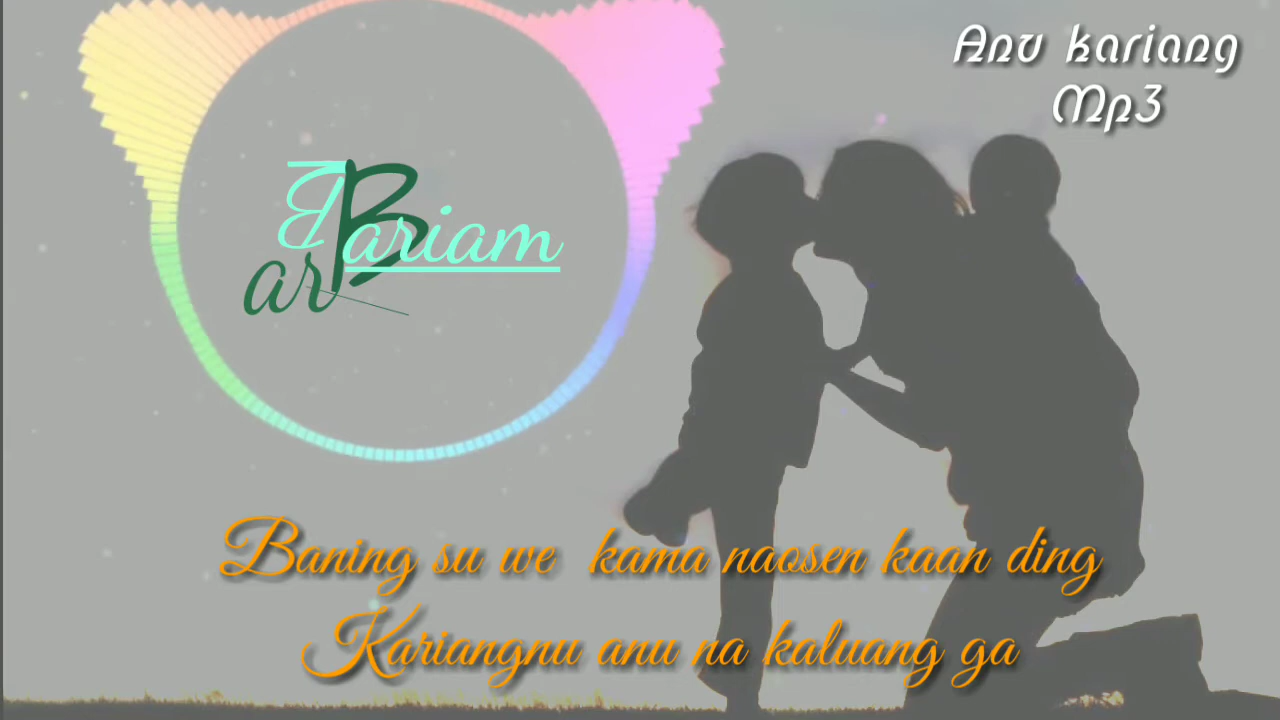 Anu kariang
Mp3
Bariam
ar
Baning su we kama naosen kaan ding
Kariangnu anu na kaluang ga